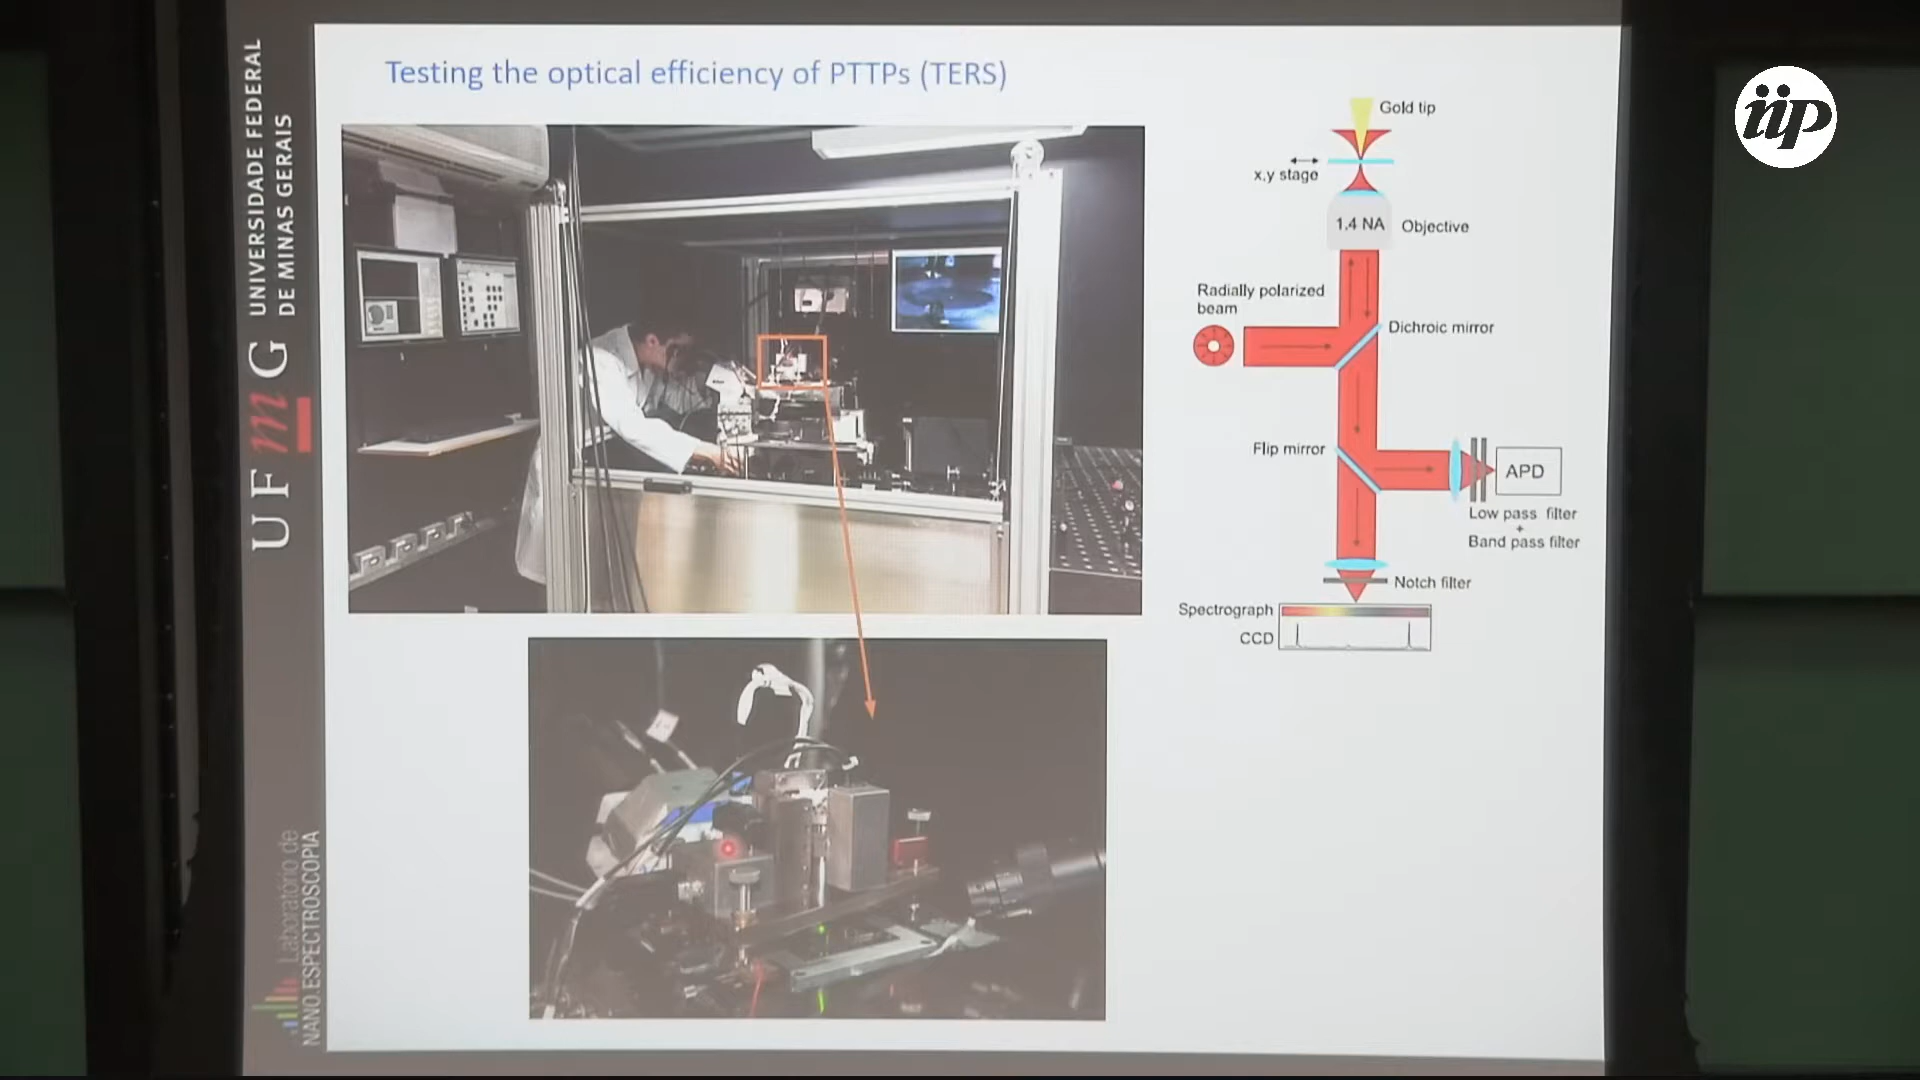 Testing the optical efficiency of PTTPs (TERS)
UFmG
UNIVERSIDADE FEDERAL
DE MINAS GERAIS
Laboratório de
NANO.ESPECTROSCOPIA
Gold tip
x,y stage
1.4 NA
Objective
Radially polarized
beam
Dichroic mirror
Flip mirror
APD
Low pass filter
+
Band pass filter
Notch filter
Spectrograph
CCD
iip